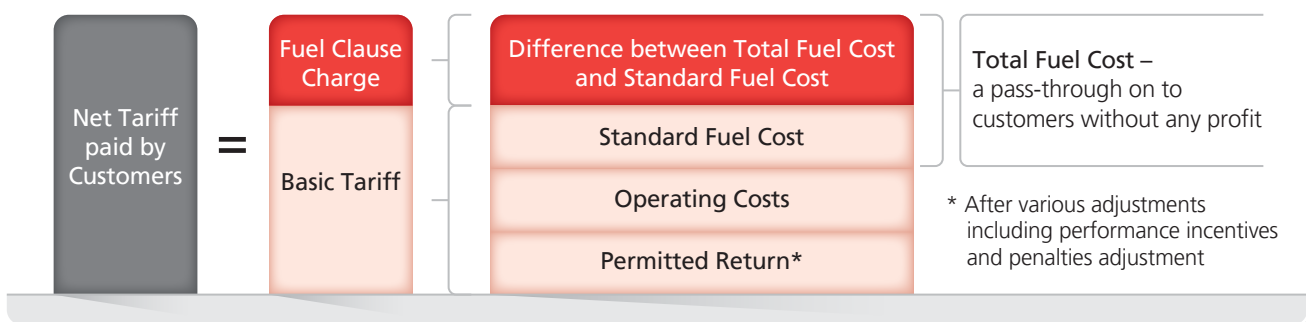 Net Tariff
paid by
Customers
=
Fuel Clause
Charge
Basic Tariff
Difference between Total Fuel Cost
and Standard Fuel Cost
Standard Fuel Cost
Operating Costs
Permitted Return*
Total Fuel Cost –
a pass-through on to
customers without any profit
* After various adjustments
including performance incentives
and penalties adjustment